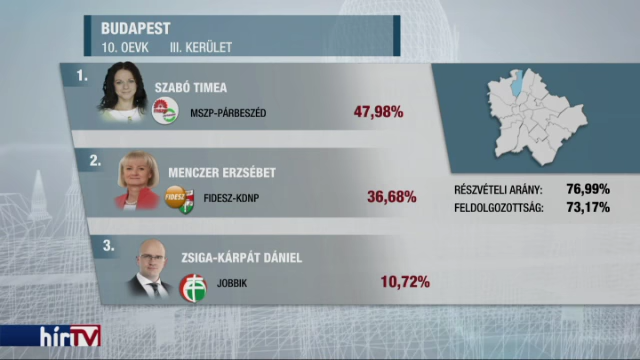 BUDAPEST
10. OEVK III. KERÜLET
1.
SZABÓ TIMEA
MSZP-PÁRBESZÉD
47,98%
2.
MENCZER ERZSÉBET
FIDESZ
FIDESZ-KDNP
36,68%
3.
ZSIGA-KÁRPÁT DÁNIEL
JOBBIK
10,72%
RÉSZVÉTELI ARÁNY: 76,99%
FELDOLGOZOTTSÁG: 73,17%
hírTV